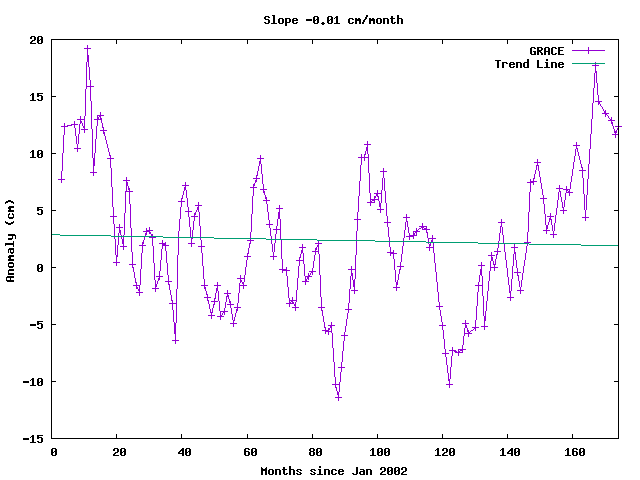 Slope -0.01 cm/month
GRACE
Trend Line
20
15
10
5
0
-5
-10
-15
Anomaly (cm)
0 20 40 60 80 100 120 140 160
Months since Jan 2002